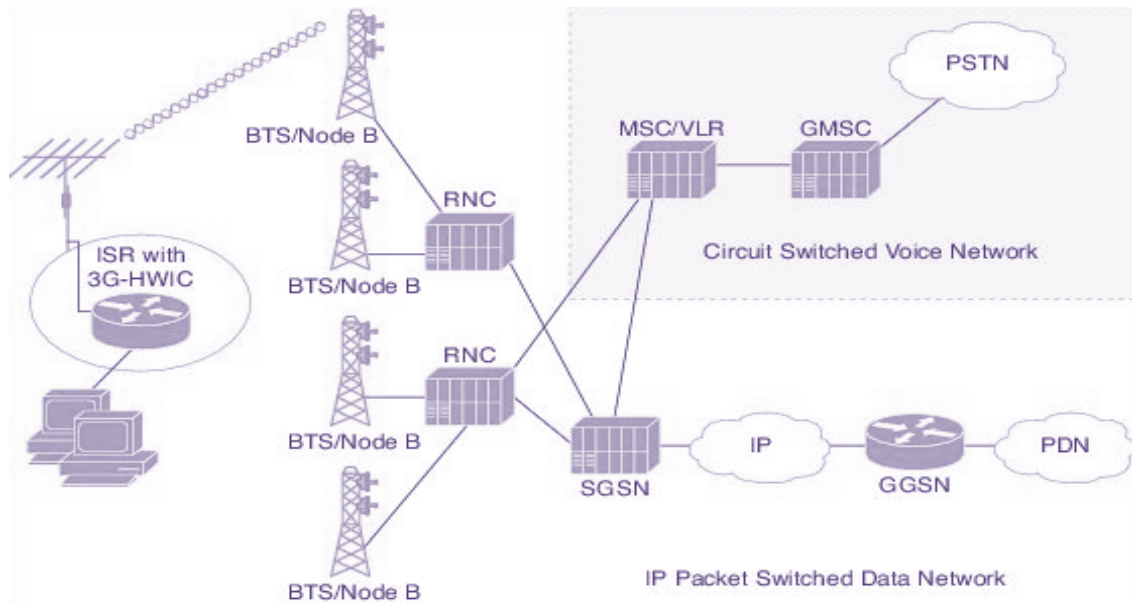 PSTN
MSC/VLR
GMSC
BTS/Node B
RNC
Circuit Switched Voice Network
ISR with
3G-HWIC
BTS/Node B
RNC
BTS/Node B
IP
PDN
SGSN
GGSN
BTS/Node B
IP Packet Switched Data Network